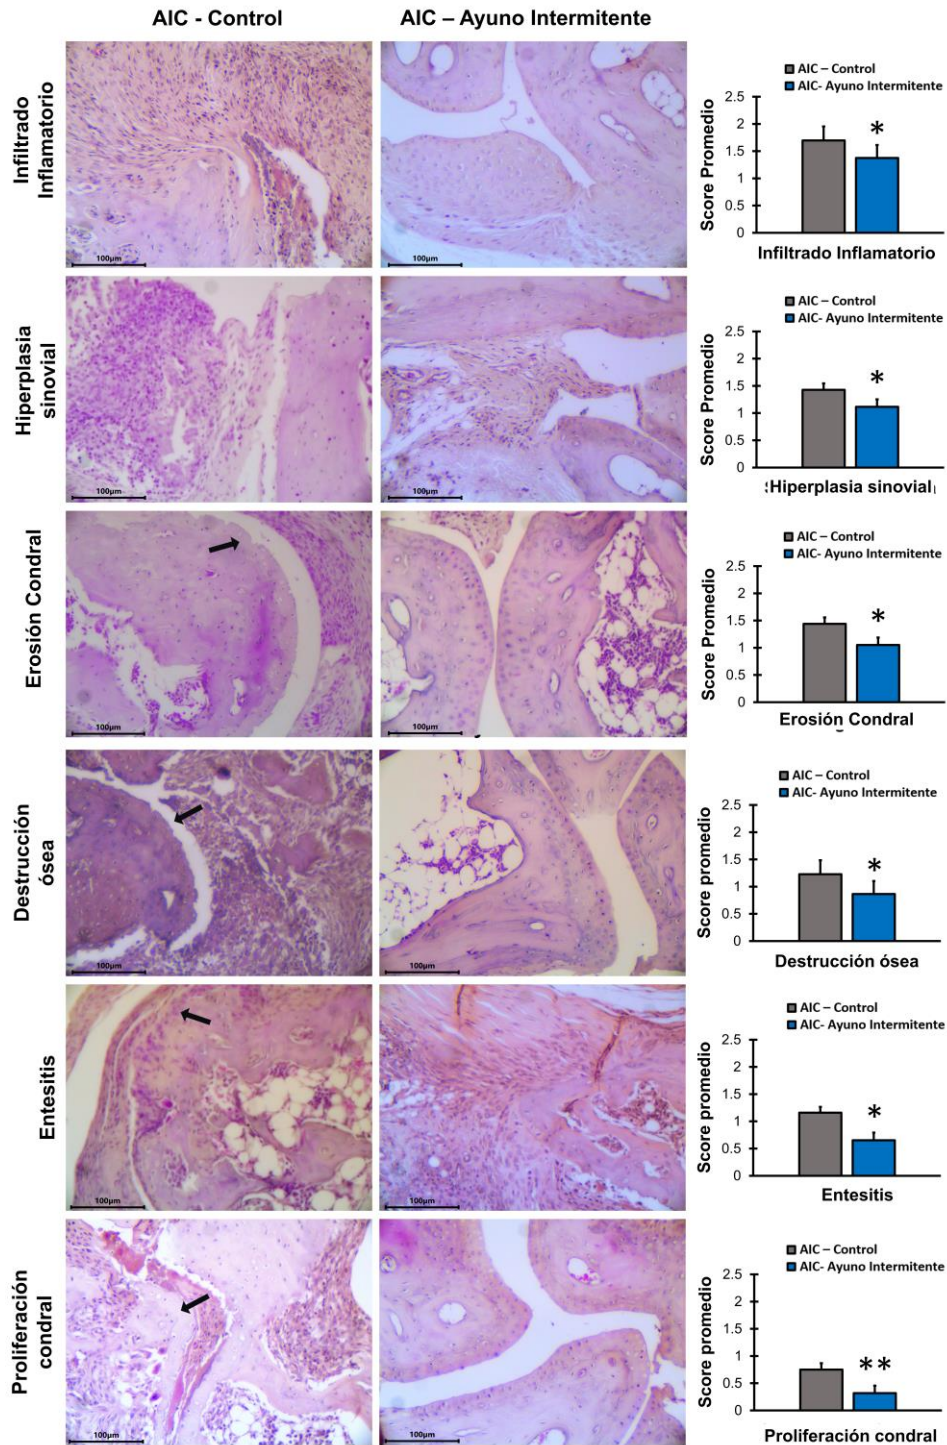 AIC - Control
AIC – Ayuno Intermitente
Infiltrado
Inflamatorio
100µm
100µm
AIC – Control
AIC- Ayuno Intermitente
Score Promedio
2.5
2
1.5
1
0.5
0
*
Infiltrado Inflamatorio
Hiperplasia
sinovial
100µm
100µm
AIC – Control
AIC- Ayuno Intermitente
Score Promedio
2.5
2
1.5
1
0.5
0
*
Hiperplasia sinovial
Erosión Condral
100µm
100µm
AIC – Control
AIC- Ayuno Intermitente
Score Promedio
2.5
2
1.5
1
0.5
0
*
Erosión Condral
Destrucción
ósea
100µm
100µm
AIC – Control
AIC- Ayuno Intermitente
Score promedio
2.5
2
1.5
1
0.5
0
*
Destrucción ósea
Entesitis
100µm
100µm
AIC – Control
AIC- Ayuno Intermitente
Score promedio
2.5
2
1.5
1
0.5
0
*
Entesitis
Proliferación
condral
100µm
100µm
AIC – Control
AIC- Ayuno Intermitente
Score promedio
2.5
2
1.5
1
0.5
0
**
Proliferación condral